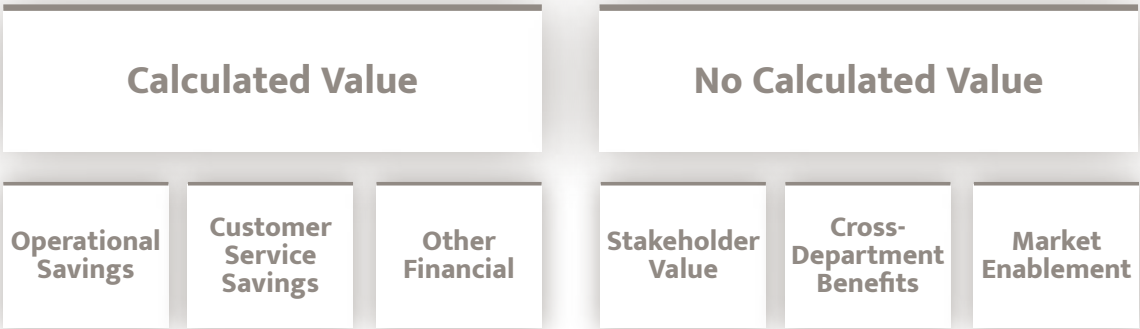 Calculated Value
No Calculated Value
Operational
Savings
Customer
Service
Savings
Other
Financial
Stakeholder
Value
Cross-
Department
Benefits
Market
Enablement